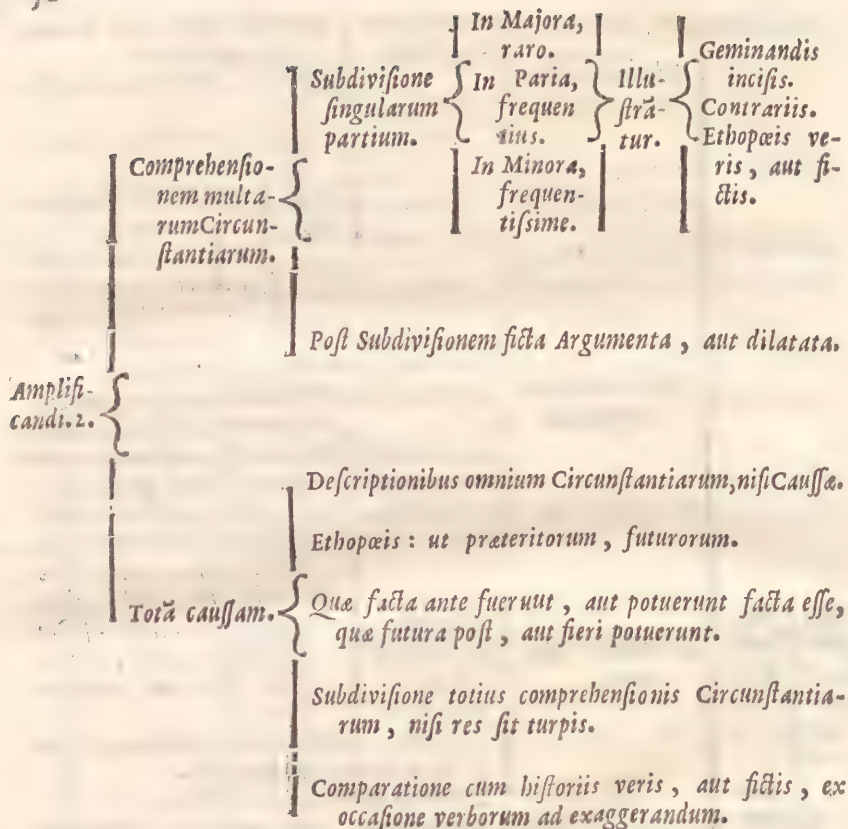 In Majora,
raro.
Subdiviſione
ſingularum
partium.
In Paria,
frequen
tius.
In Minora,
frequen-
tiſſime.
Illu-
ſtrā-
tur.
Geminandis
inciſis.
Contrariis.
Ethopœis ve-
ris, aut fi-
ctis.
Comprehenſio-
nem multa-
rumCircun-
ſtantiarum.
Poſt Subdiviſionem ficta Argumenta, aut dilatata.
Amplifi-
candi. 2.
Deſcriptionibus omnium Circunſtantiarum, niſi Cauſſæ.
Ethopœis: ut præteritorum, futurorum.
Totā cauſſam.
Quæ facta ante fueruut, aut potuerunt facta eſſe,
quæ futura poſt, aut fieri potuerunt.
Subdiviſione totius comprehenſionis Circunſtantia-
rum, niſi res ſit turpis.
Comparatione cum hiſtoriis veris, aut fictis, ex
occaſione verborum ad exaggerandum.